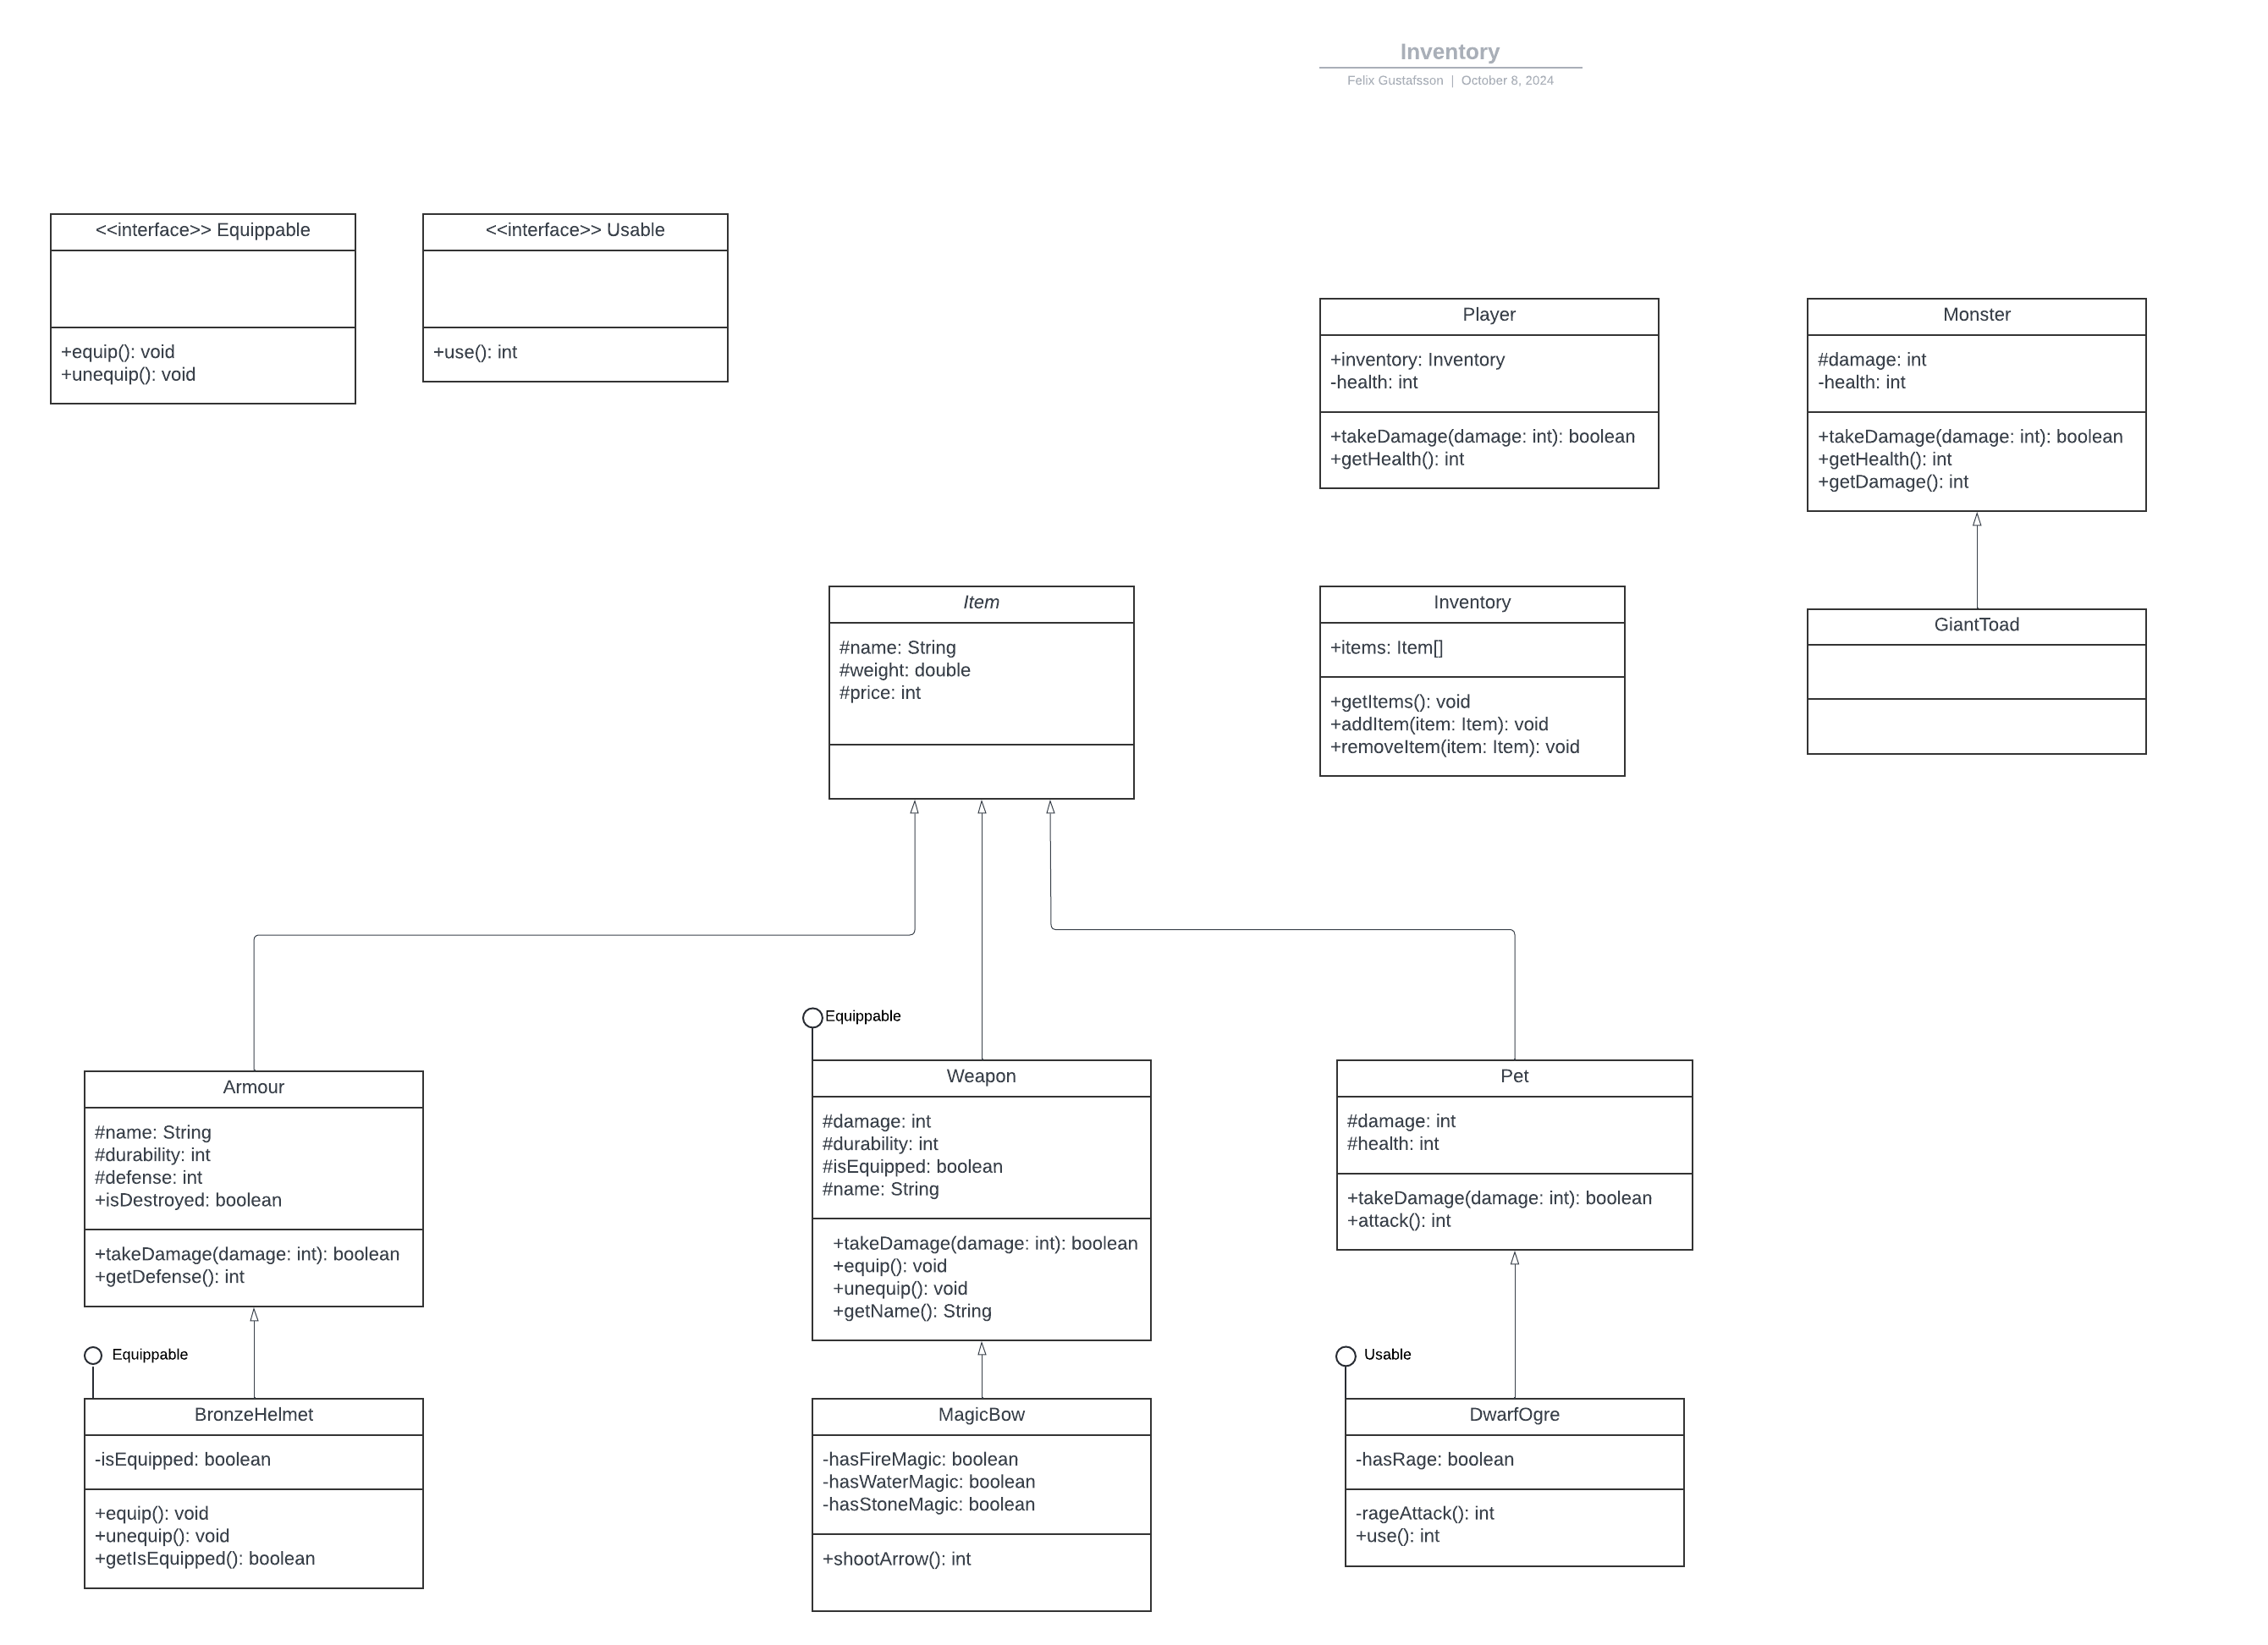 Inventory
Felix Gustafsson | October 8, 2024
<<interface>> Equippable
+equip(): void
+unequip(): void
<<interface>> Usable
+use(): int
Player
+inventory: Inventory
-health: int
+takeDamage(damage: int): boolean
+getHealth(): int
Monster
#damage: int
-health: int
+takeDamage(damage: int): boolean
+getHealth(): int
+getDamage(): int
Item
#name: String
#weight: double
#price: int
Inventory
+items: Item[]
+getItems(): void
+addItem(item: Item): void
+removeItem(item: Item): void
GiantToad
Armour
#name: String
#durability: int
#defense: int
+isDestroyed: boolean
+takeDamage(damage: int): boolean
+getDefense(): int
Equippable
Weapon
#damage: int
#durability: int
#isEquipped: boolean
#name: String
+takeDamage(damage: int): boolean
+equip(): void
+unequip(): void
+getName(): String
Pet
#damage: int
#health: int
+takeDamage(damage: int): boolean
+attack(): int
Equippable
BronzeHelmet
-isEquipped: boolean
+equip(): void
+unequip(): void
+getIsEquipped(): boolean
MagicBow
-hasFireMagic: boolean
-hasWaterMagic: boolean
-hasStoneMagic: boolean
+shootArrow(): int
Usable
DwarfOgre
-hasRage: boolean
-rageAttack(): int
+use(): int